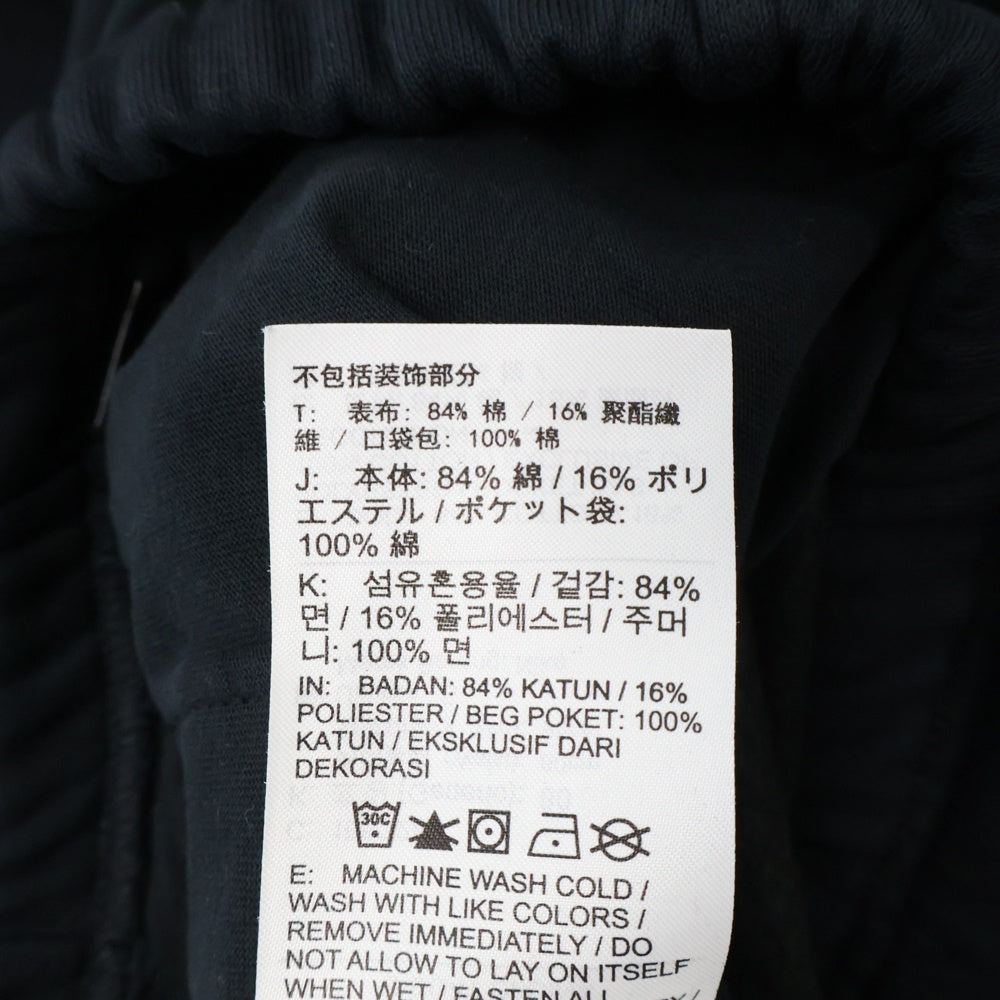 不包括装饰部分
T: 表布: 84% 棉 / 16% 聚酯纖
維 / 口袋包: 100% 棉
J: 本体: 84% 綿 / 16% ポリ
エステル / ポケット袋:
100% 綿
K: 섬유혼용율 / 겉감: 84%
면 / 16% 폴리에스터 / 주머
니: 100% 면
IN: BADAN: 84% KATUN / 16%
POLIESTER / BEG POKET: 100%
KATUN / EKSKLUSIF DARI
DEKORASI
30C
E: MACHINE WASH COLD /
WASH WITH LIKE COLORS /
REMOVE IMMEDIATELY / DO
NOT ALLOW TO LAY ON ITSELF
WHEN WET / FASTEN ALL